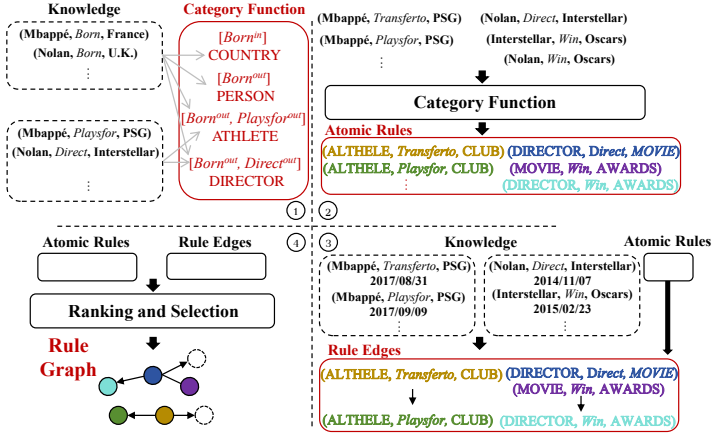 Knowledge
(Mbappé, Born, France)
(Nolan, Born, U.K.)
⋮
(Mbappé, Playsfor, PSG)
(Nolan, Direct, Interstellar)
⋮
Category Function
[Born^in]
COUNTRY
[Born^out]
PERSON
[Born^out, Playsfor^out]
ATHLETE
[Born^out, Direct^out]
DIRECTOR
①
(Mbappé, Transferto, PSG)
(Mbappé, Playsfor, PSG)
⋮
(Nolan, Direct, Interstellar)
(Interstellar, Win, Oscars)
(Nolan, Win, Oscars)
Category Function
Atomic Rules
(ALTHELE, Transferto, CLUB) (DIRECTOR, Direct, MOVIE)
(ALTHELE, Playsfor, CLUB) (MOVIE, Win, AWARDS)
⋮ (DIRECTOR, Win, AWARDS)
②
③
Knowledge
Atomic Rules
(Mbappé, Transferto, PSG)
2017/08/31
(Mbappé, Playsfor, PSG)
2017/09/09
⋮
(Nolan, Direct, Interstellar)
2014/11/07
(Interstellar, Win, Oscars)
2015/02/23
⋮
Rule Edges
(ALTHELE, Transferto, CLUB) (DIRECTOR, Direct, MOVIE)
(MOVIE, Win, AWARDS)
(ALTHELE, Playsfor, CLUB) (DIRECTOR, Win, AWARDS)
④
Atomic Rules
Rule Edges
Ranking and Selection
Rule
Graph